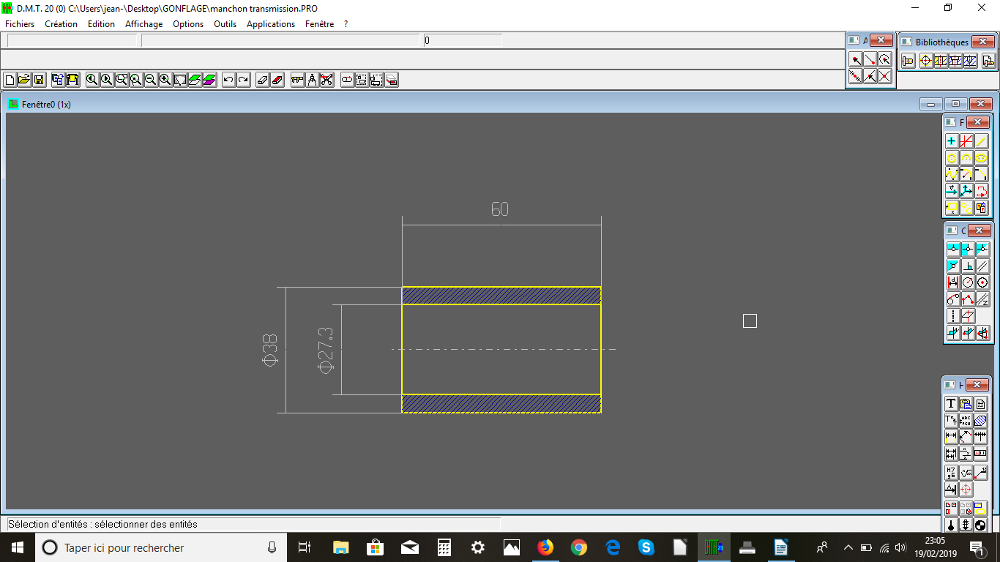 D.M.T. 20 (0) C:\Users\jean-\Desktop\GONFLAGE\manchon transmission.PRO
Fichiers Création Edition Affichage Options Outils Applications Fenêtre ?
0
A
Bibliothèques
Fenêtre0 (1x)
F
60
C
Φ38
Φ27.3
H
Sélection d'entités : sélectionner des entités
Taper ici pour rechercher
23:05
19/02/2019
1